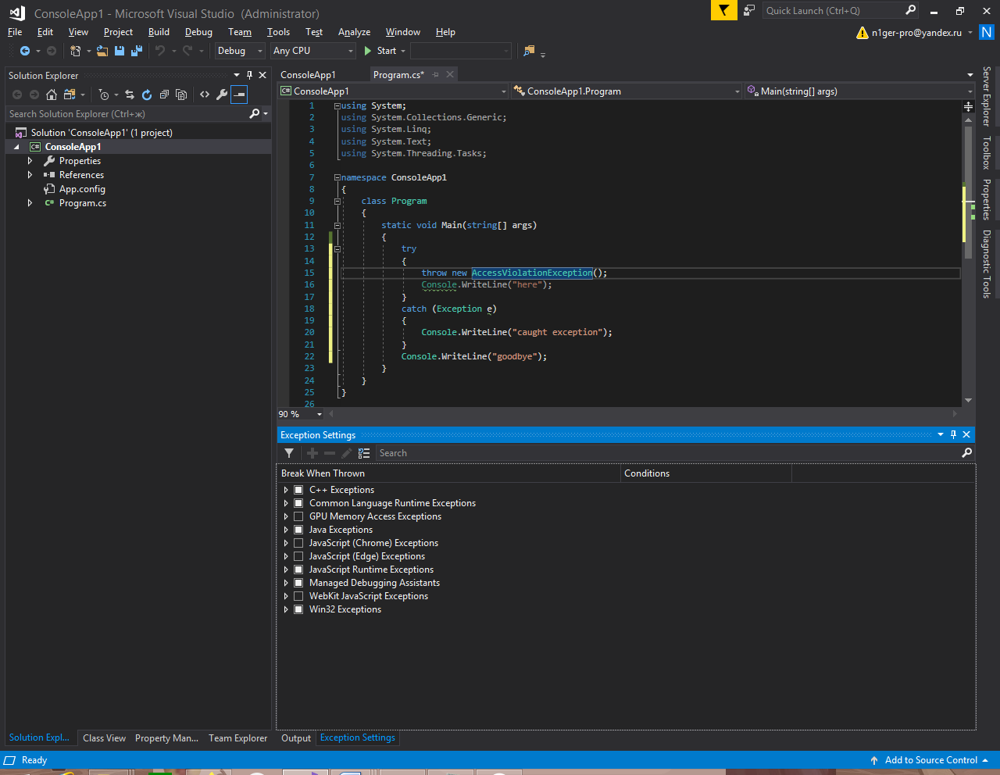 ConsoleApp1 - Microsoft Visual Studio (Administrator)
Quick Launch (Ctrl+Q)
File Edit View Project Build Debug Team Tools Test Analyze Window Help
n1ger-pro@yandex.ru N
Debug Any CPU Start
Solution Explorer
Search Solution Explorer (Ctrl+ж)
Solution 'ConsoleApp1' (1 project)
C# ConsoleApp1
Properties
References
App.config
C# Program.cs
ConsoleApp1 Program.cs*
C# ConsoleApp1 ConsoleApp1.Program Main(string[] args)
1 using System;
2 using System.Collections.Generic;
3 using System.Linq;
4 using System.Text;
5 using System.Threading.Tasks;
6
7 namespace ConsoleApp1
8 {
9 class Program
10 {
11 static void Main(string[] args)
12 {
13 try
14 {
15 throw new AccessViolationException();
16 Console.WriteLine("here");
17 }
18 catch (Exception e)
19 {
20 Console.WriteLine("caught exception");
21 }
22 Console.WriteLine("goodbye");
23 }
24 }
25 }
26
90 %
Exception Settings
Search
Break When Thrown Conditions
C++ Exceptions
Common Language Runtime Exceptions
GPU Memory Access Exceptions
Java Exceptions
JavaScript (Chrome) Exceptions
JavaScript (Edge) Exceptions
JavaScript Runtime Exceptions
Managed Debugging Assistants
WebKit JavaScript Exceptions
Win32 Exceptions
Server Explorer
Toolbox
Properties
Diagnostic Tools
Solution Expl... Class View Property Man... Team Explorer
Output Exception Settings
Ready
Add to Source Control